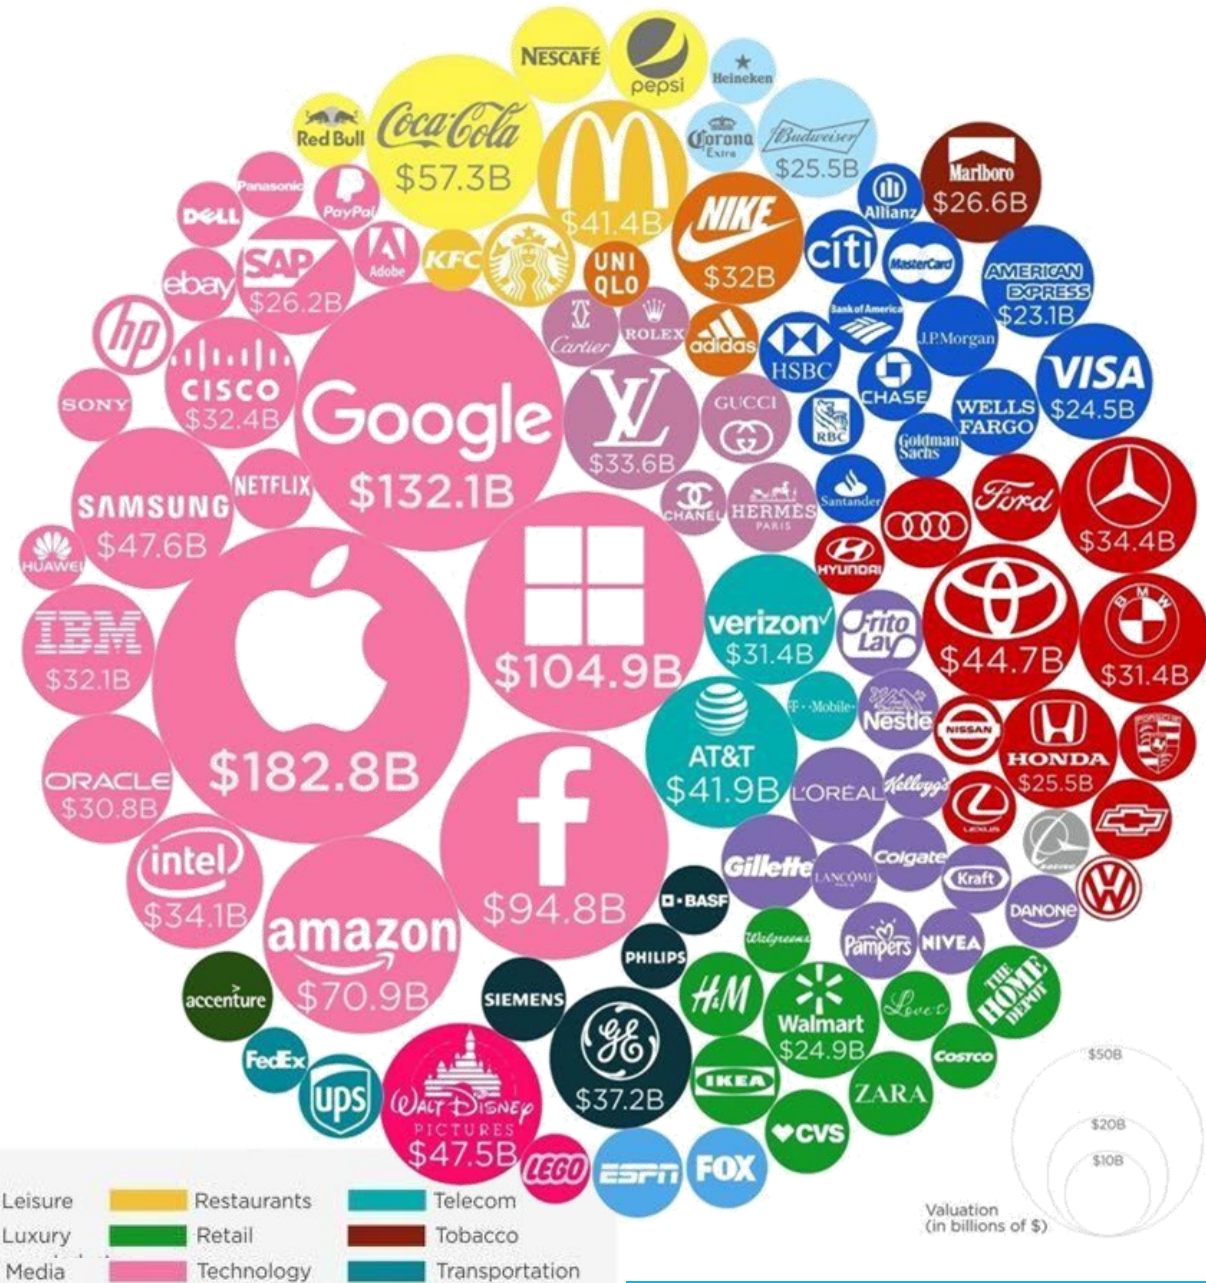 NESCAFÉ
pepsi
Heineken
Red Bull
Coca-Cola
$57.3B
$41.4B
Corona
Extra
Budweiser
$25.5B
Marlboro
$26.6B
Panasonic
PayPal
DELL
SAP
$26.2B
Adobe
KFC
UNI
QLO
NIKE
$32B
citi
Allianz
MasterCard
AMERICAN
EXPRESS
$23.1B
ebay
hp
CISCO
$32.4B
Google
$132.1B
Cartier
ROLEX
adidas
HSBC
Bank of America
J.P.Morgan
CHASE
VISA
$24.5B
SONY
LV
$33.6B
GUCCI
RBC
WELLS
FARGO
Goldman
Sachs
SAMSUNG
$47.6B
NETFLIX
CHANEL
HERMES
PARIS
Santander
Ford
$34.4B
HUAWEI
HYUNDAI
IBM
$32.1B
$104.9B
verizon✓
$31.4B
Frito
Lay
$44.7B
BMW
$31.4B
ORACLE
$30.8B
$182.8B
AT&T
$41.9B
T··Mobile·
Nestlé
NISSAN
HONDA
$25.5B
PORSCHE
intel
$34.1B
f
$94.8B
L'ORÉAL
Kellogg's
LEXUS
BOEING
amazon
$70.9B
BASF
Gillette
LANCÔME
PARIS
Colgate
Kraft
DANONE
VW
accenture
SIEMENS
PHILIPS
Walgreens
Pampers
NIVEA
H&M
Walmart
$24.9B
THE
HOME
DEPOT
FedEx
ups
WALT DISNEY
PICTURES
$47.5B
GE
$37.2B
IKEA
ZARA
COSTCO
CVS
LEGO
ESPN
FOX
$50B
$20B
$10B
Valuation
(in billions of $)
Leisure
Restaurants
Telecom
Luxury
Retail
Tobacco
Media
Technology
Transportation